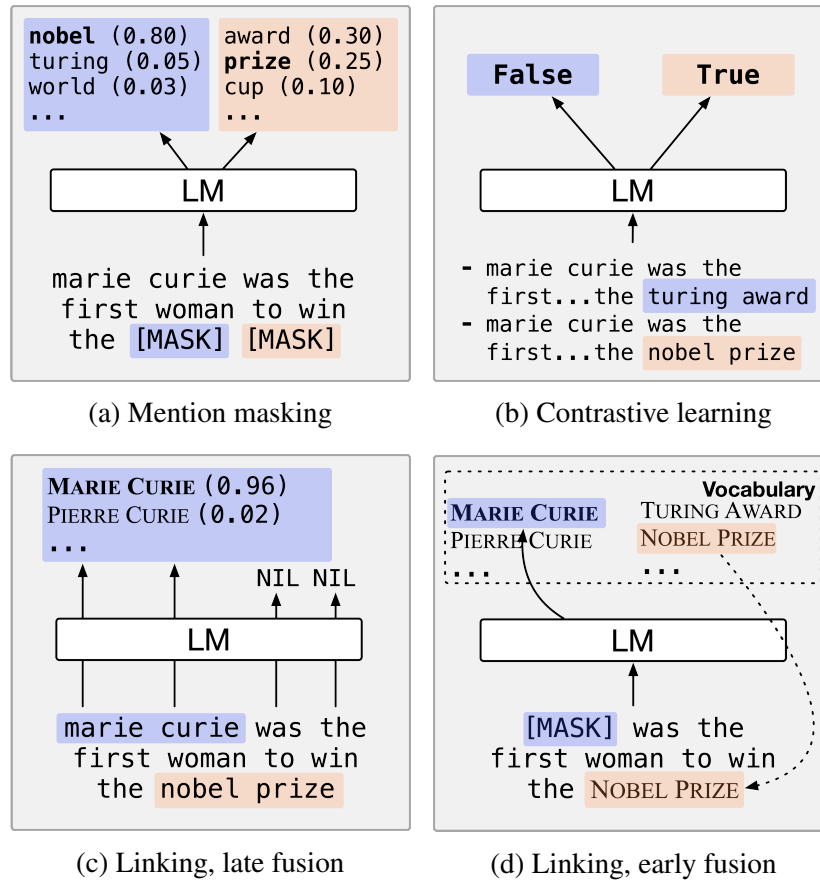 nobel (0.80)
turing (0.05)
world (0.03)
...
award (0.30)
prize (0.25)
cup (0.10)
...
LM
marie curie was the
first woman to win
the [MASK] [MASK]
(a) Mention masking
False True
LM
- marie curie was the
first...the turing award
- marie curie was the
first...the nobel prize
(b) Contrastive learning
MARIE CURIE (0.96)
PIERRE CURIE (0.02)
...
NIL NIL
LM
marie curie was the
first woman to win
the nobel prize
(c) Linking, late fusion
Vocabulary
MARIE CURIE
PIERRE CURIE
...
TURING AWARD
NOBEL PRIZE
...
LM
[MASK] was the
first woman to win
the NOBEL PRIZE
(d) Linking, early fusion